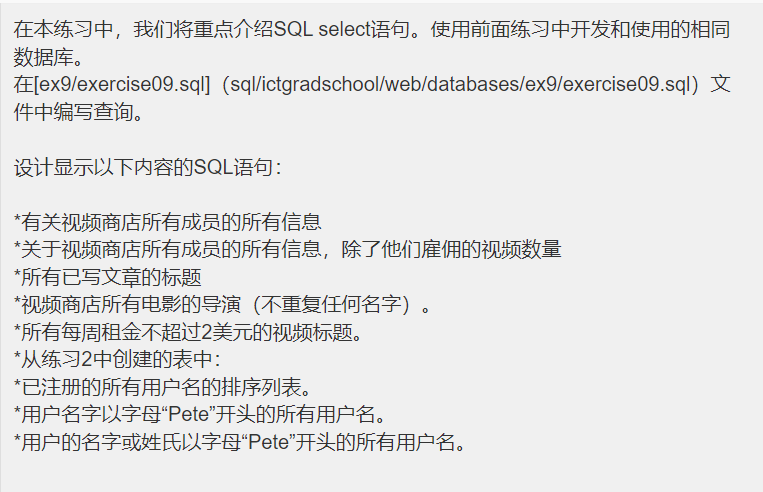 在本练习中，我们将重点介绍SQL select语句。使用前面练习中开发和使用的相同
数据库。
在[ex9/exercise09.sql]（sql/ictgradschool/web/databases/ex9/exercise09.sql）文
件中编写查询。
设计显示以下内容的SQL语句：
*有关视频商店所有成员的所有信息
*关于视频商店所有成员的所有信息，除了他们雇佣的视频数量
*所有已写文章的标题
*视频商店所有电影的导演（不重复任何名字）。
*所有每周租金不超过2美元的视频标题。
*从练习2中创建的表中：
*已注册的所有用户名的排序列表。
*用户名字以字母“Pete”开头的所有用户名。
*用户的名字或姓氏以字母“Pete”开头的所有用户名。